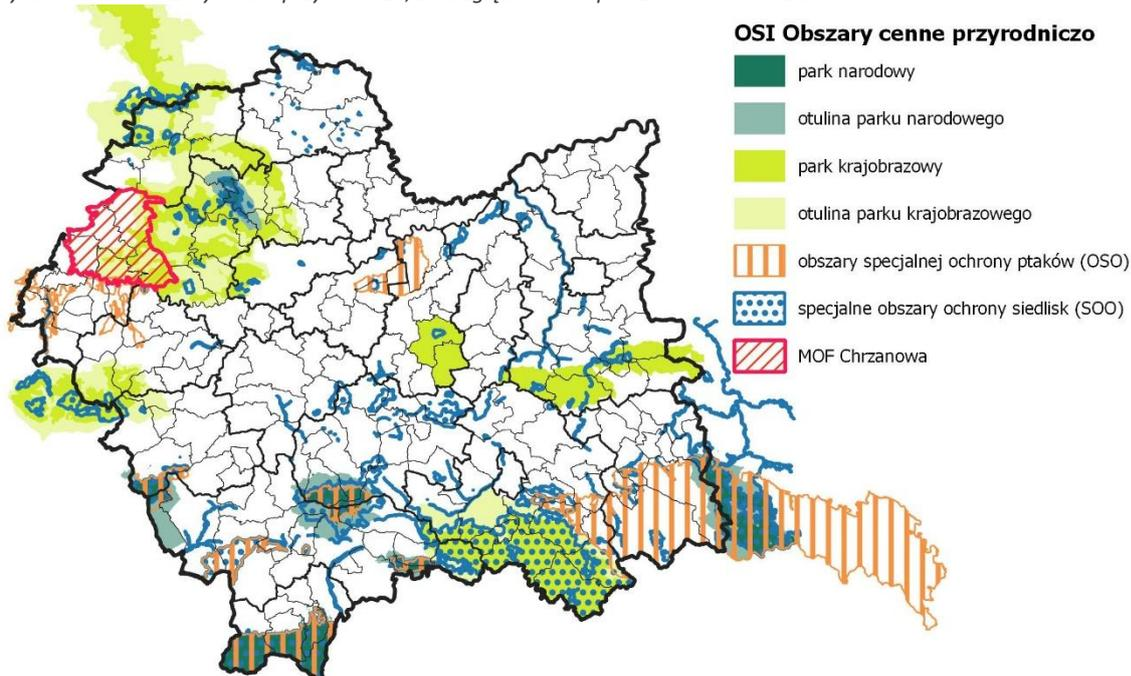 OSI Obszary cenne przyrodniczo
park narodowy
otulina parku narodowego
park krajobrazowy
otulina parku krajobrazowego
obszary specjalnej ochrony ptaków (OSO)
specjalne obszary ochrony siedlisk (SOO)
MOF Chrzanowa